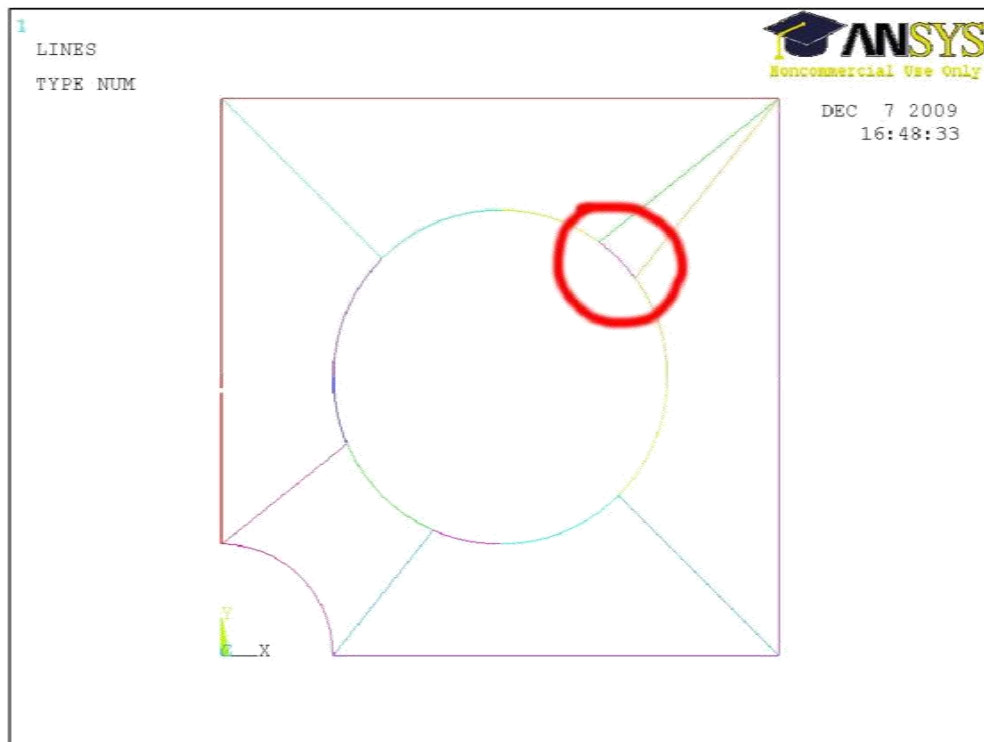 1
LINES
TYPE NUM
ANSYS
Noncommercial Use Only
DEC 7 2009
16:48:33
Y
Z X